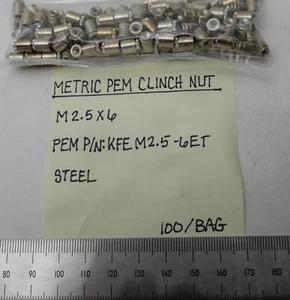 METRIC PEM CLINCH NUT
M2.5X6
PEM P/N: KFE M2.5-6ET
STEEL
100/BAG
80 90 100 110 120 130 140 150 160 170 180